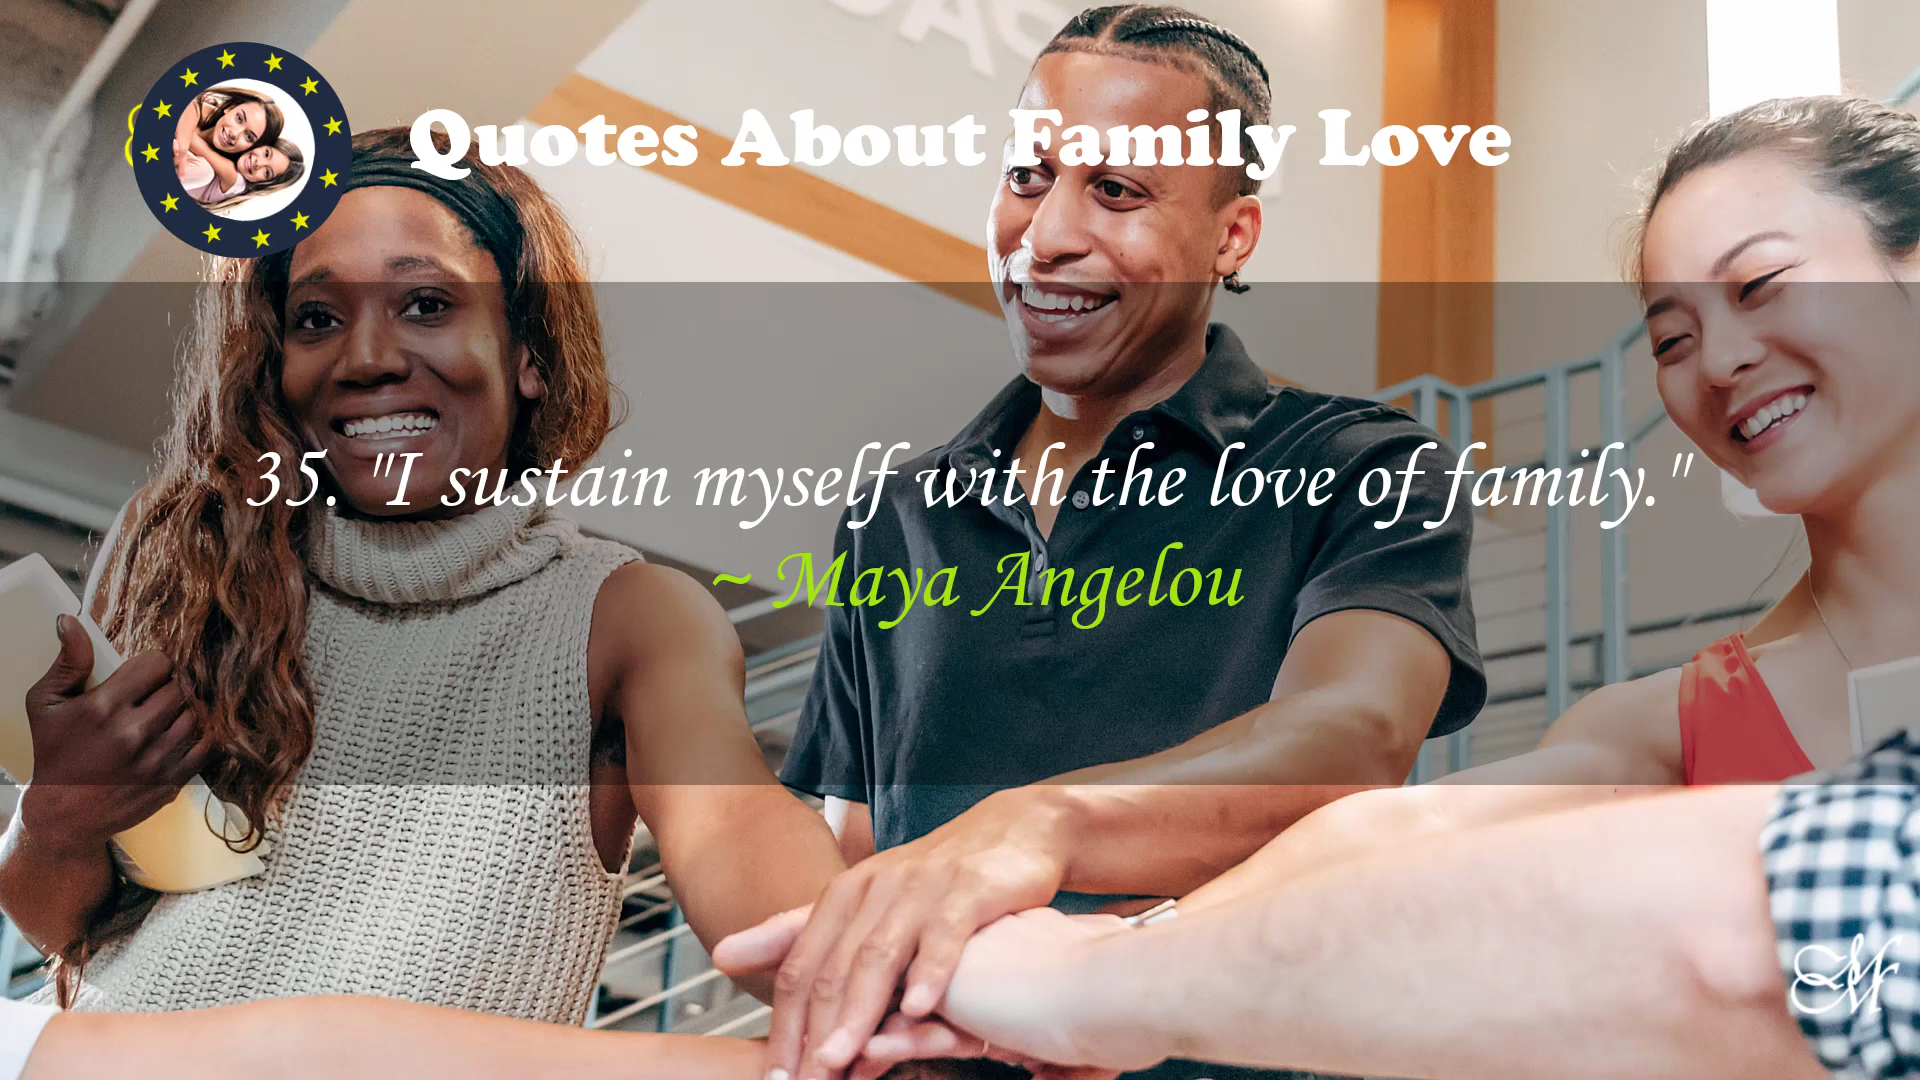 Quotes About Family Love
35. "I sustain myself with the love of family."
~ Maya Angelou